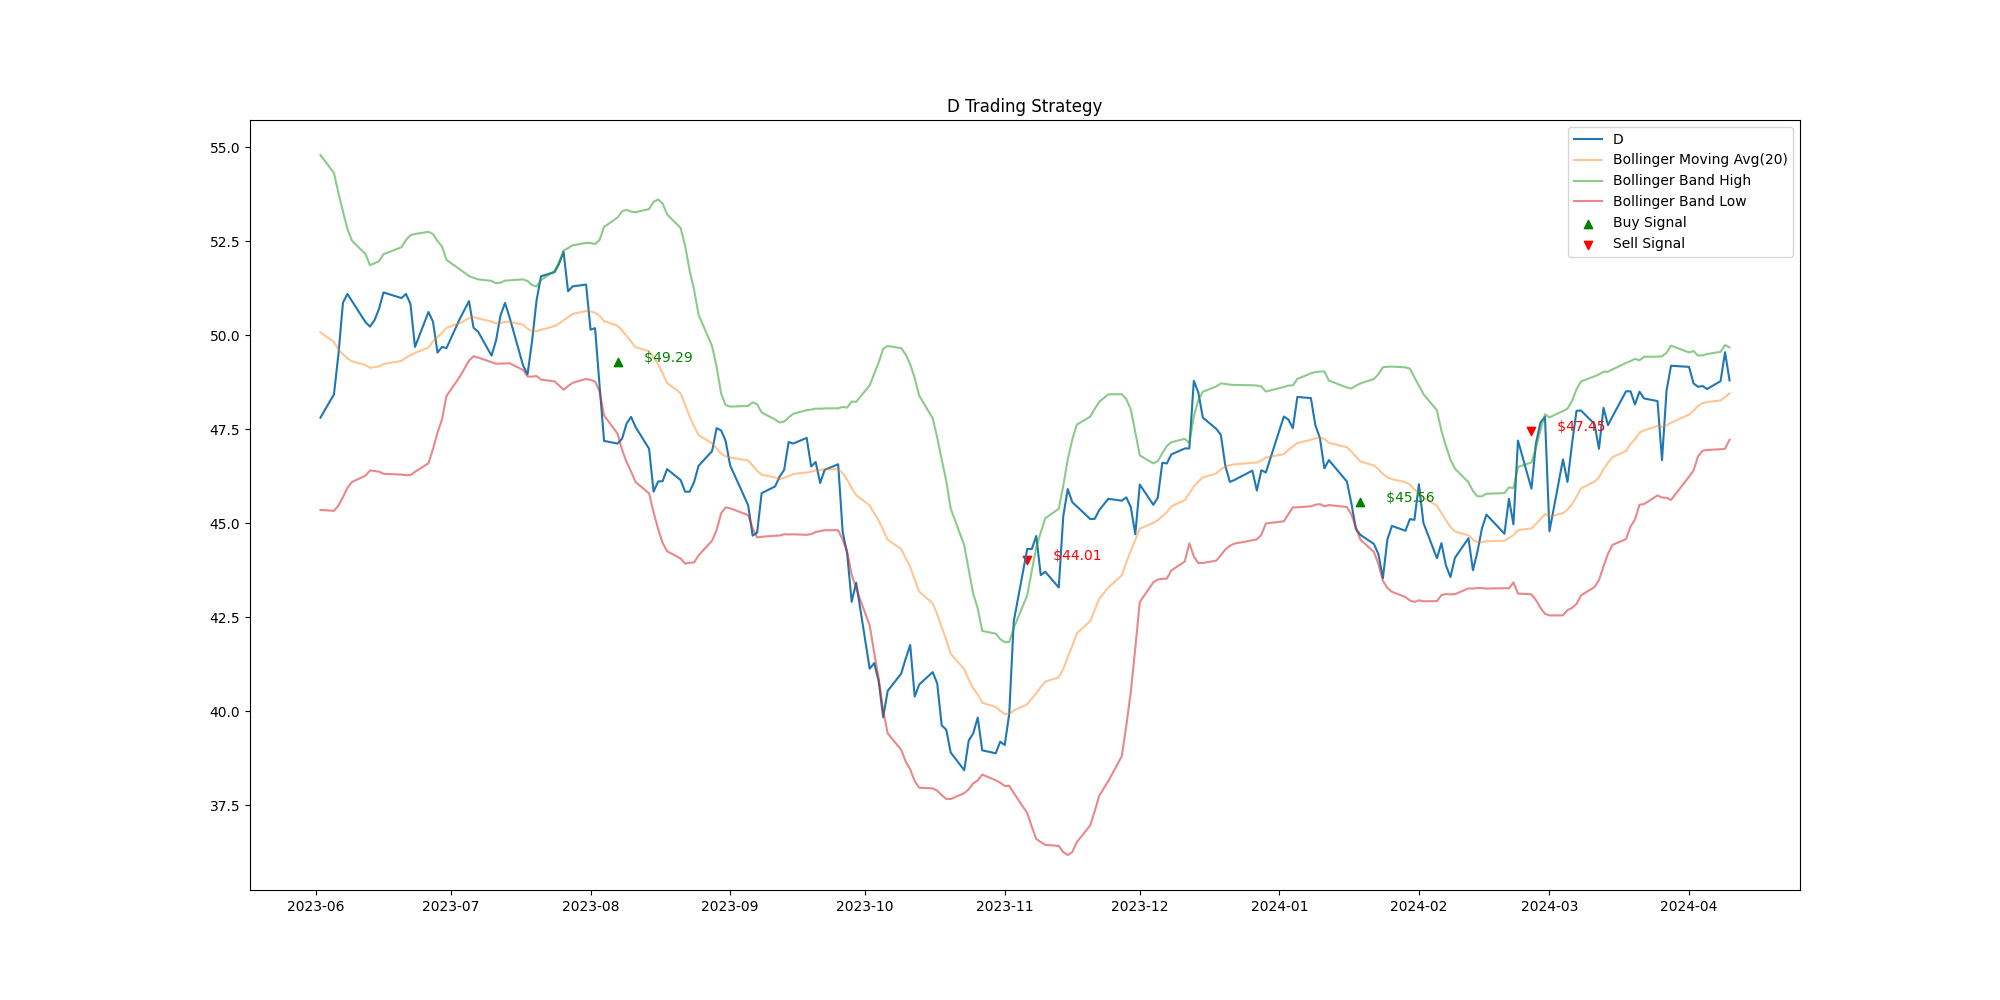 D Trading Strategy
55.0
52.5
50.0
47.5
45.0
42.5
40.0
37.5
D
Bollinger Moving Avg(20)
Bollinger Band High
Bollinger Band Low
Buy Signal
Sell Signal
$49.29
$44.01
$45.56
$47.45
2023-06 2023-07 2023-08 2023-09 2023-10 2023-11 2023-12 2024-01 2024-02 2024-03 2024-04